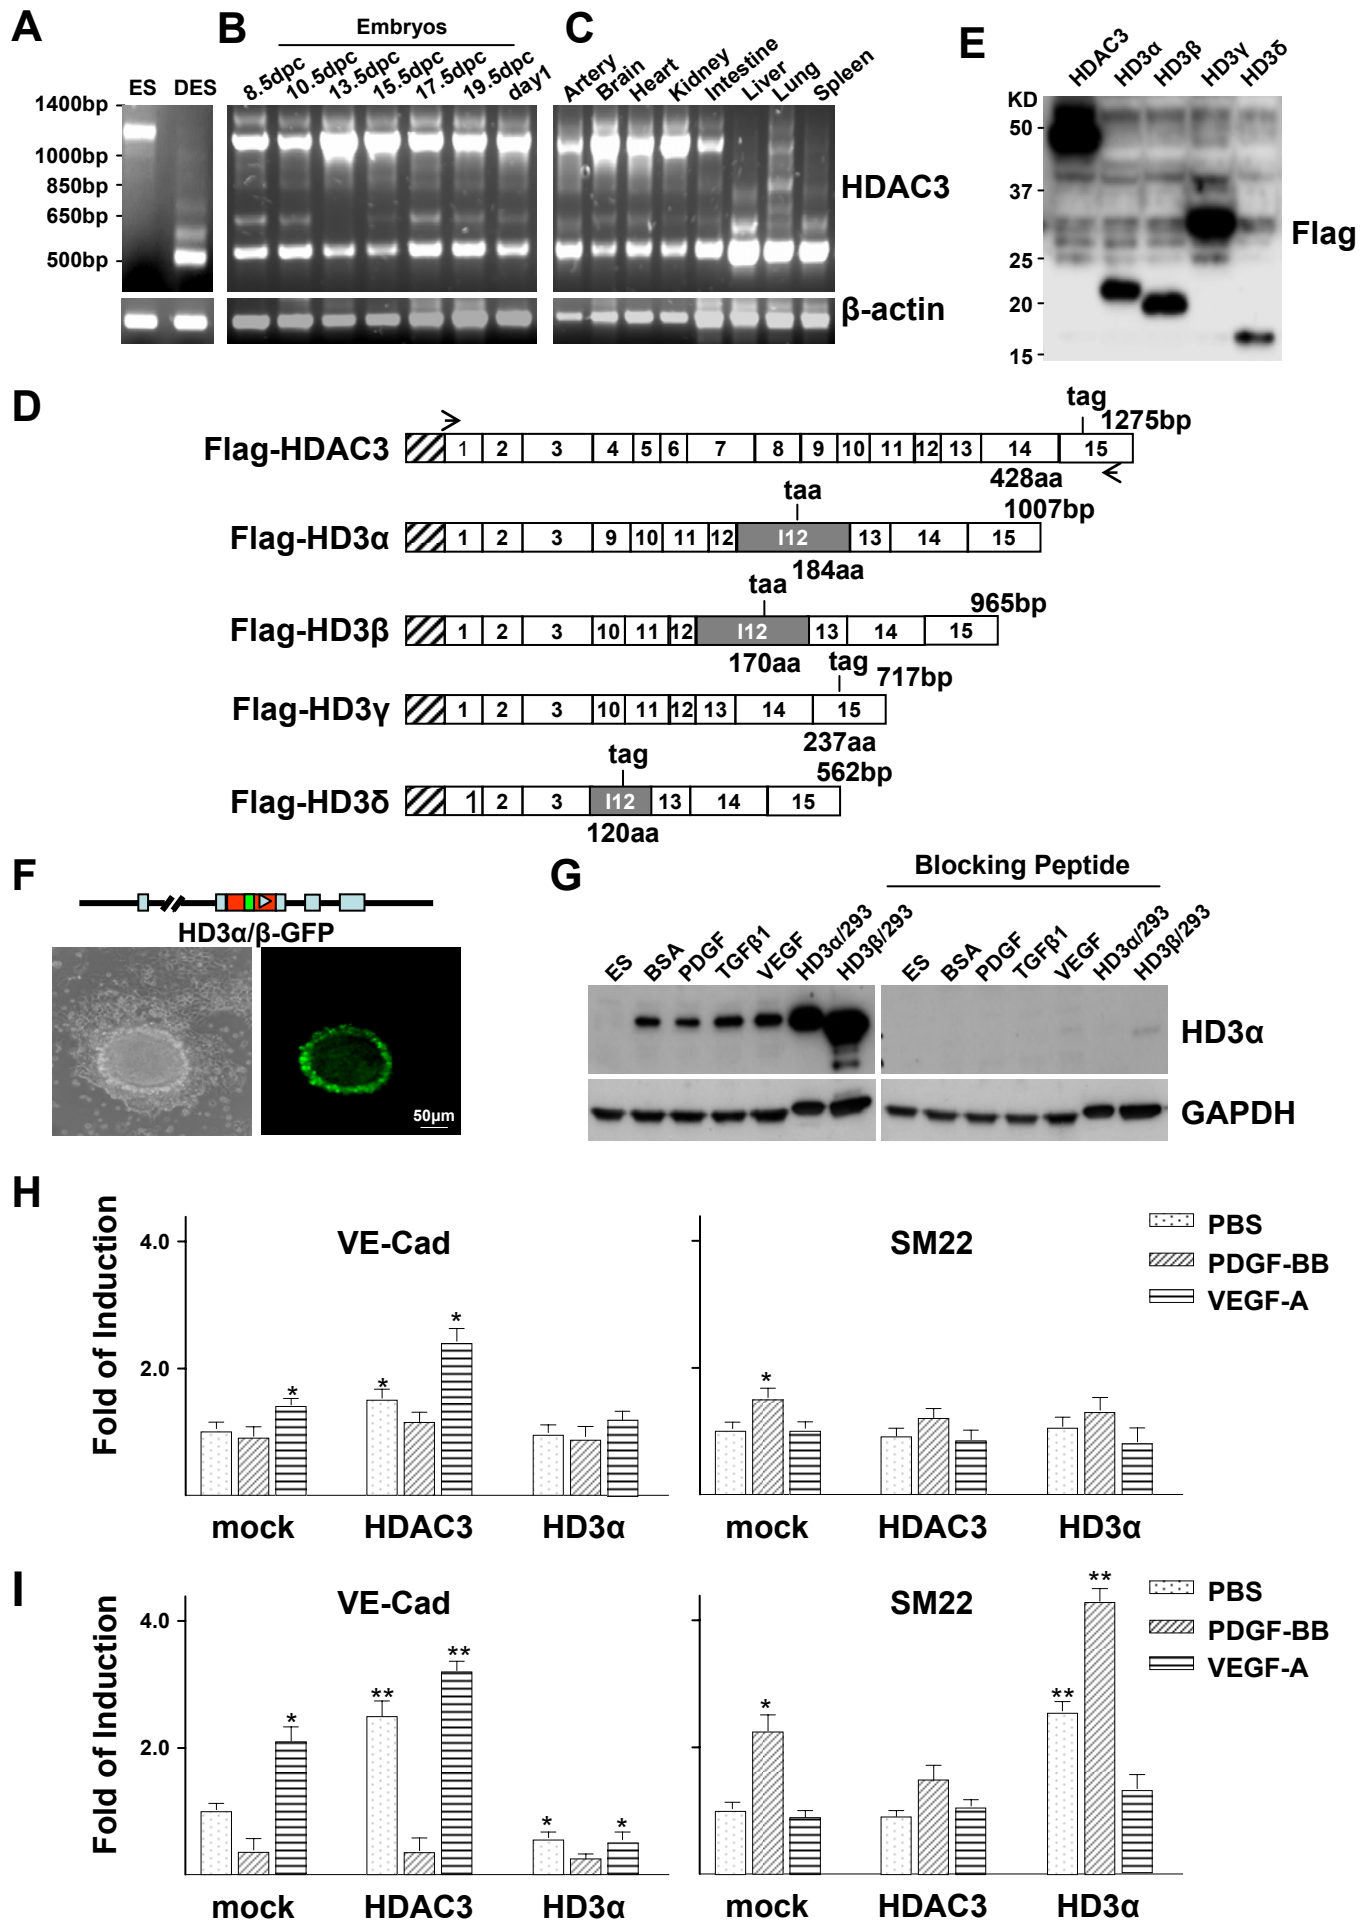 A
ES DES
1400bp
1000bp
850bp
650bp
500bp
B
Embryos
8.5dpc 10.5dpc 13.5dpc 15.5dpc 17.5dpc 19.5dpc day1
C
Artery Brain Heart Kidney Intestine Liver Lung Spleen
HDAC3
β-actin
E
HDAC3 HD3α HD3β HD3γ HD3δ
KD
50
37
25
20
15
Flag
D
tag
1275bp
Flag-HDAC3 1 2 3 4 5 6 7 8 9 10 11 12 13 14 15
428aa
taa
1007bp
Flag-HD3α 1 2 3 9 10 11 12 I12 13 14 15
184aa
taa
965bp
Flag-HD3β 1 2 3 10 11 12 I12 13 14 15
170aa
tag
717bp
Flag-HD3γ 1 2 3 10 11 12 13 14 15
237aa
tag
562bp
Flag-HD3δ 1 2 3 I12 13 14 15
120aa
F
HD3α/β-GFP
50μm
G
Blocking Peptide
ES BSA PDGF TGFβ1 VEGF HD3α/293 HD3β/293 ES BSA PDGF TGFβ1 VEGF HD3α/293 HD3β/293
HD3α
GAPDH
H
Fold of Induction
4.0
2.0
VE-Cad
* * *
mock HDAC3 HD3α
SM22
*
mock HDAC3 HD3α
PBS
PDGF-BB
VEGF-A
I
Fold of Induction
4.0
2.0
VE-Cad
* ** ** * *
mock HDAC3 HD3α
SM22
* ** **
mock HDAC3 HD3α
PBS
PDGF-BB
VEGF-A